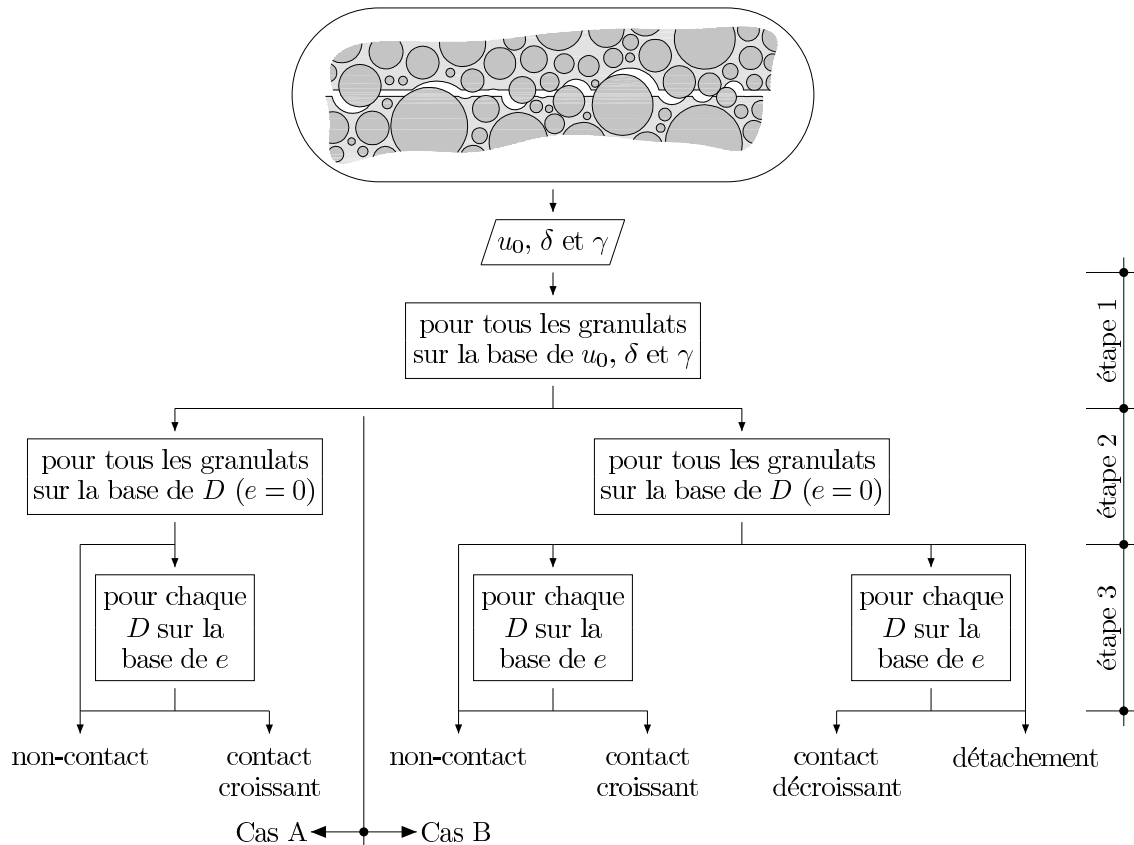 u₀, δ et γ
pour tous les granulats
sur la base de u₀, δ et γ
étape 1
pour tous les granulats
sur la base de D (e = 0)
pour tous les granulats
sur la base de D (e = 0)
étape 2
pour chaque
D sur la
base de e
pour chaque
D sur la
base de e
pour chaque
D sur la
base de e
étape 3
non-contact
contact
croissant
non-contact
contact
croissant
contact
décroissant
détachement
Cas A
Cas B